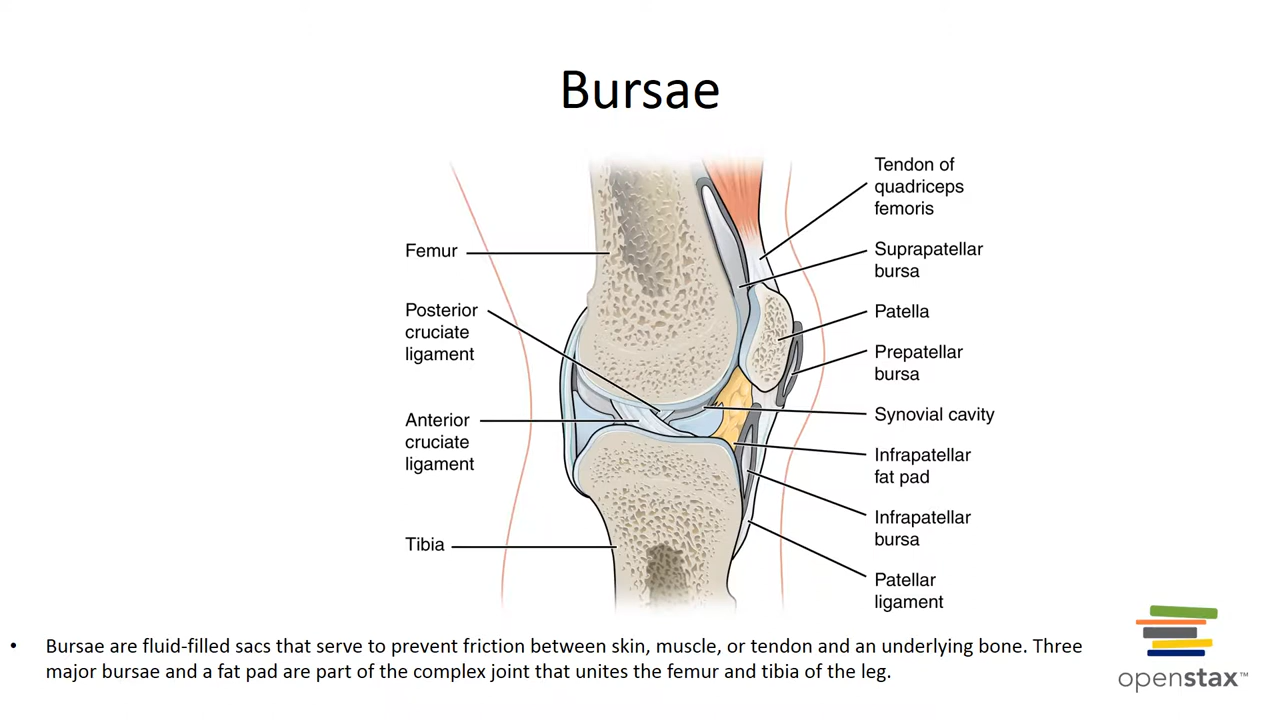 Bursae
Tendon of
quadriceps
femoris
Suprapatellar
bursa
Patella
Prepatellar
bursa
Synovial cavity
Infrapatellar
fat pad
Infrapatellar
bursa
Patellar
ligament
Femur
Posterior
cruciate
ligament
Anterior
cruciate
ligament
Tibia
• Bursae are fluid-filled sacs that serve to prevent friction between skin, muscle, or tendon and an underlying bone. Three
major bursae and a fat pad are part of the complex joint that unites the femur and tibia of the leg.
openstax™